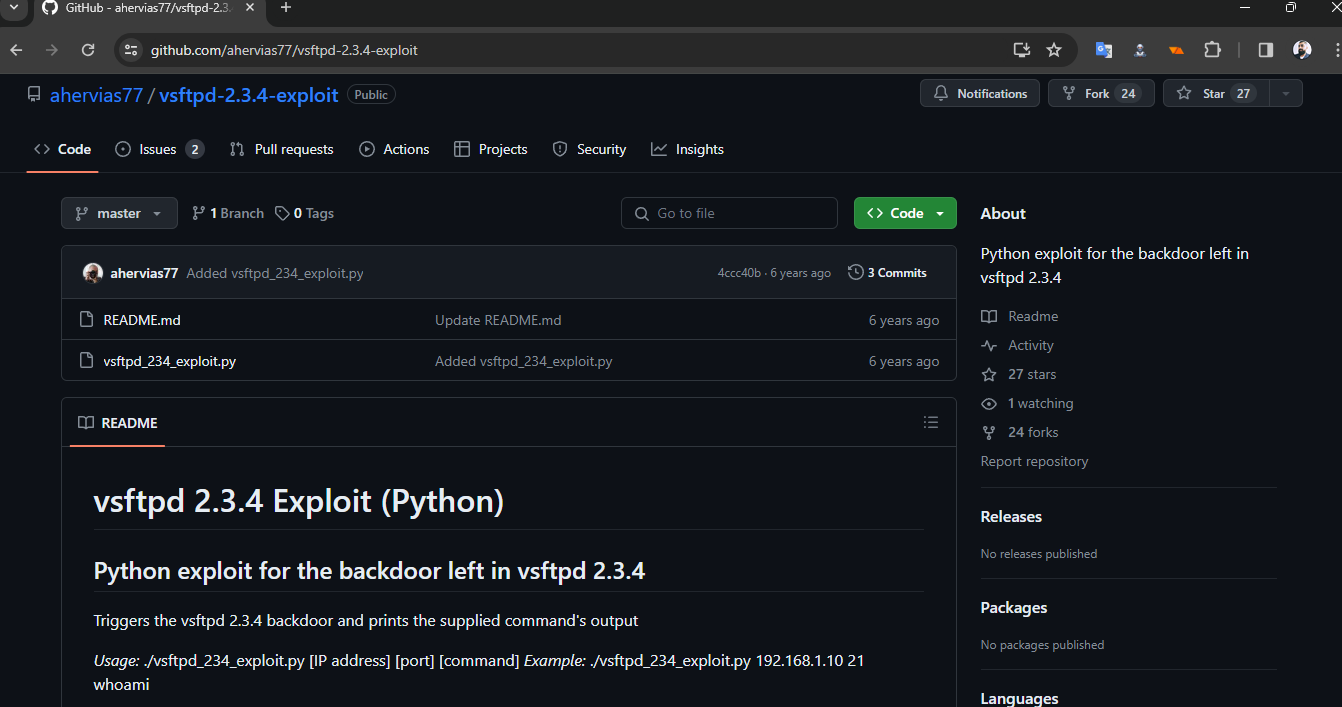 GitHub - ahervias77/vsftpd-2.3.
github.com/ahervias77/vsftpd-2.3.4-exploit
ahervias77 / vsftpd-2.3.4-exploit Public Notifications Fork 24 Star 27
Code Issues 2 Pull requests Actions Projects Security Insights
master 1 Branch 0 Tags Go to file Code
ahervias77 Added vsftpd_234_exploit.py 4ccc40b · 6 years ago 3 Commits
README.md Update README.md 6 years ago
vsftpd_234_exploit.py Added vsftpd_234_exploit.py 6 years ago
README
vsftpd 2.3.4 Exploit (Python)
Python exploit for the backdoor left in vsftpd 2.3.4
Triggers the vsftpd 2.3.4 backdoor and prints the supplied command's output
Usage: ./vsftpd_234_exploit.py [IP address] [port] [command] Example: ./vsftpd_234_exploit.py 192.168.1.10 21
whoami
About
Python exploit for the backdoor left in
vsftpd 2.3.4
Readme
Activity
27 stars
1 watching
24 forks
Report repository
Releases
No releases published
Packages
No packages published
Languages